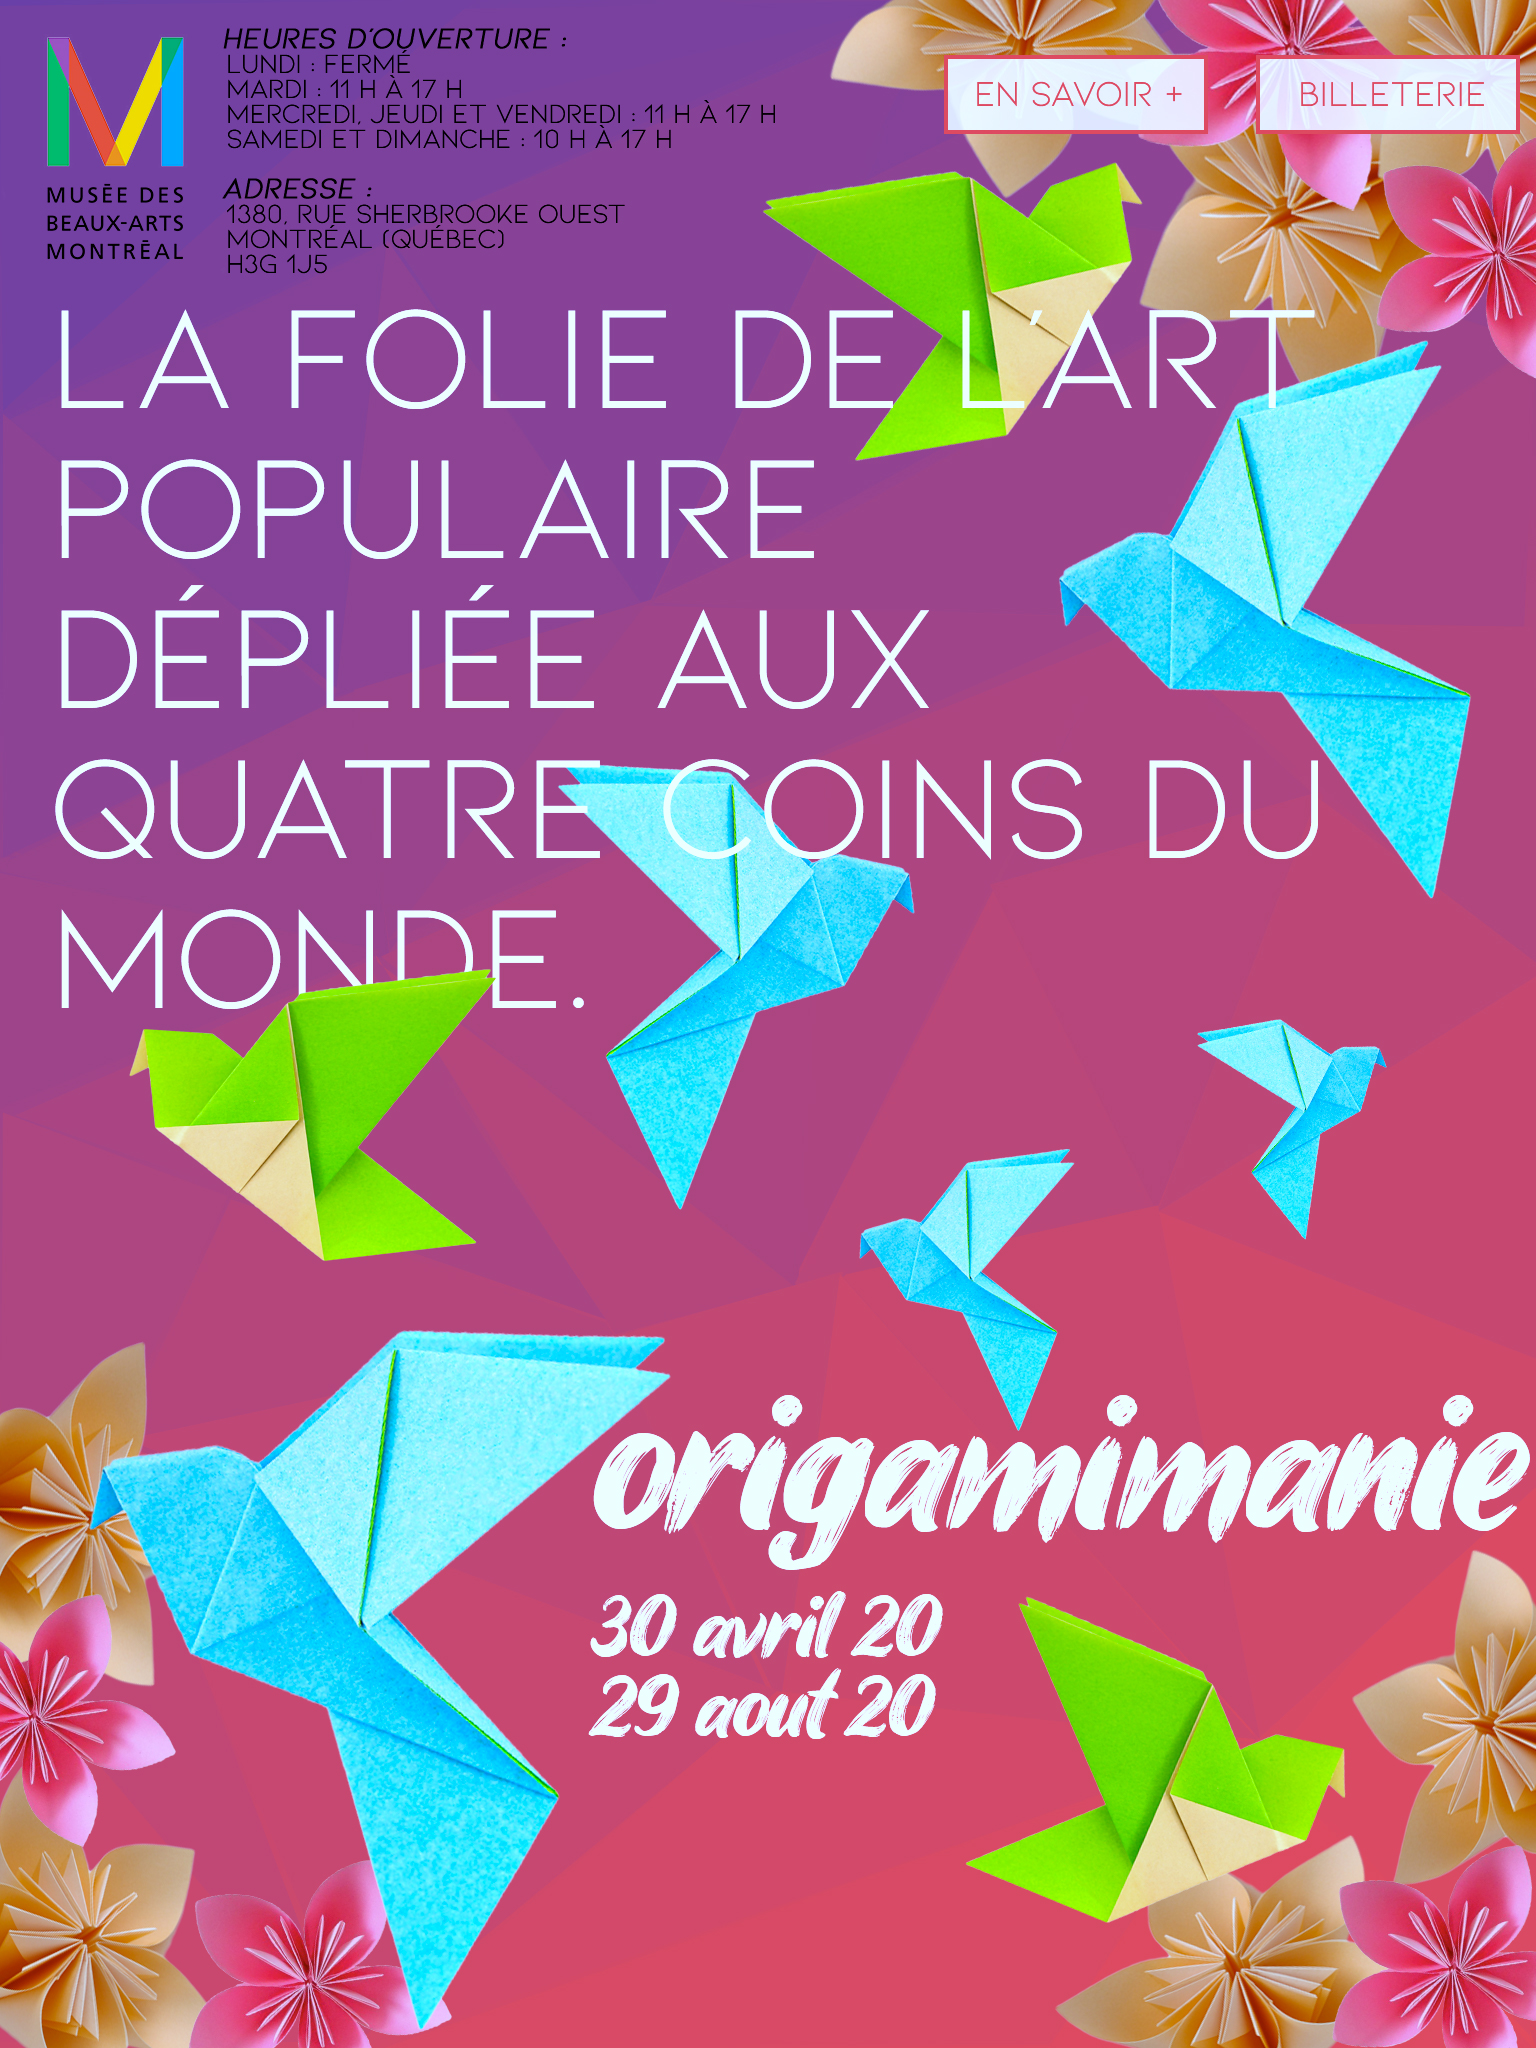 MUSÉE DES
BEAUX-ARTS
MONTRÉAL
HEURES D'OUVERTURE :
LUNDI : FERMÉ
MARDI : 11 H À 17 H
MERCREDI, JEUDI ET VENDREDI : 11 H À 17 H
SAMEDI ET DIMANCHE : 10 H À 17 H
ADRESSE :
1380, RUE SHERBROOKE OUEST
MONTRÉAL (QUÉBEC)
H3G 1J5
EN SAVOIR +
BILLETERIE
LA FOLIE DE L'ART
POPULAIRE
DÉPLIÉE AUX
QUATRE COINS DU
MONDE.
origamimanie
30 avril 20
29 aout 20